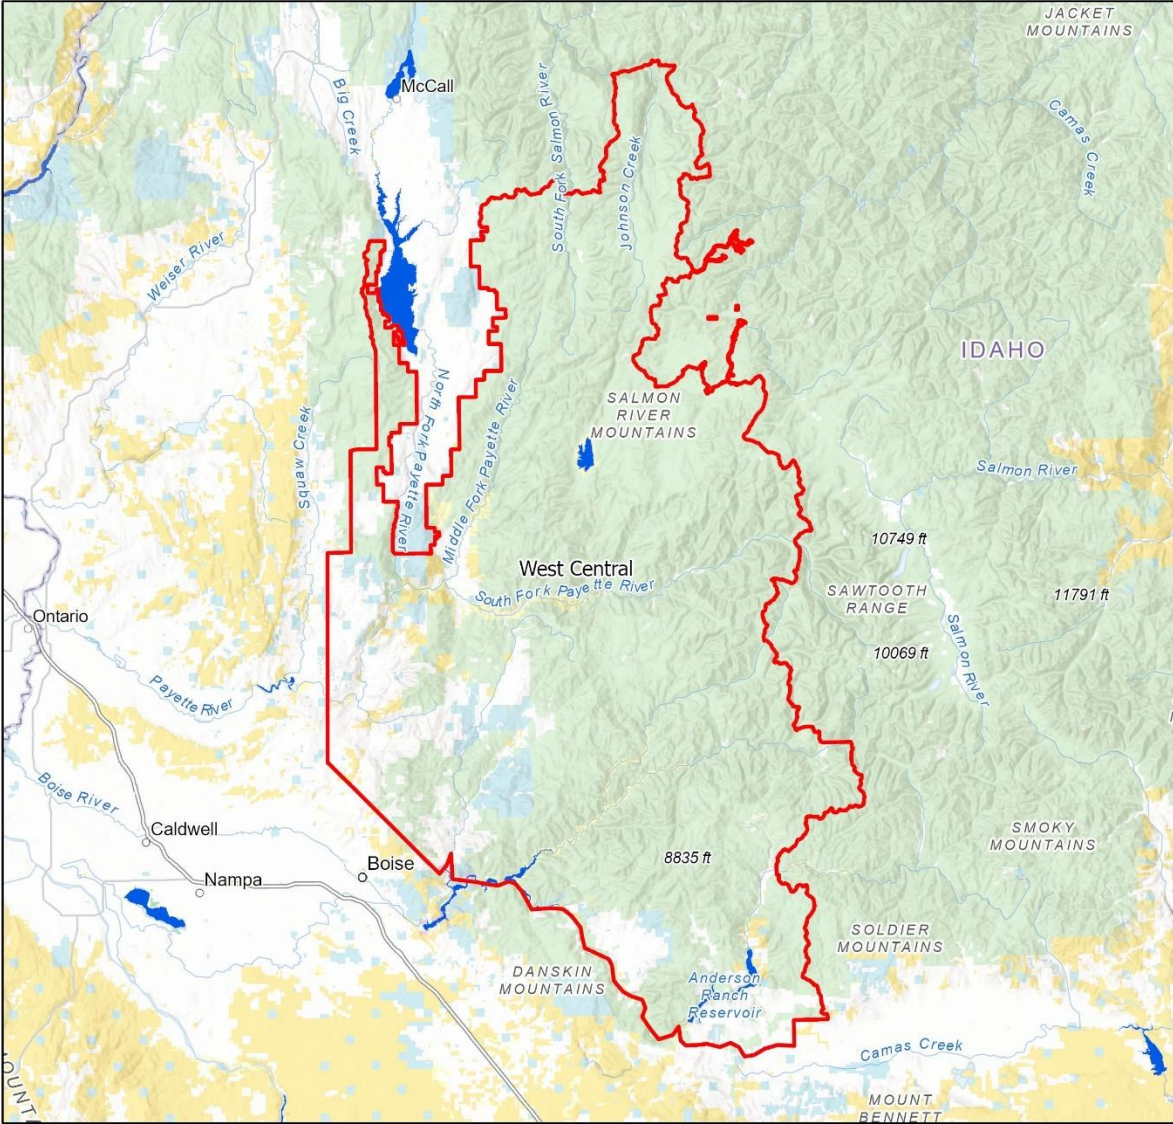 JACKET
MOUNTAINS
McCall
Big Creek
South Fork Salmon River
Johnson Creek
Camas Creek
Weiser River
IDAHO
North Fork Payette River
SALMON
RIVER
MOUNTAINS
Squaw Creek
Middle Fork Payette River
Salmon River
10749 ft
West Central
South Fork Payette River
SAWTOOTH
RANGE
11791 ft
Ontario
10069 ft
Salmon River
Payette River
Boise River
Caldwell
SMOKY
MOUNTAINS
8835 ft
Boise
Nampa
SOLDIER
MOUNTAINS
DANSKIN
MOUNTAINS
Anderson
Ranch
Reservoir
Camas Creek
MOUNT
BENNETT